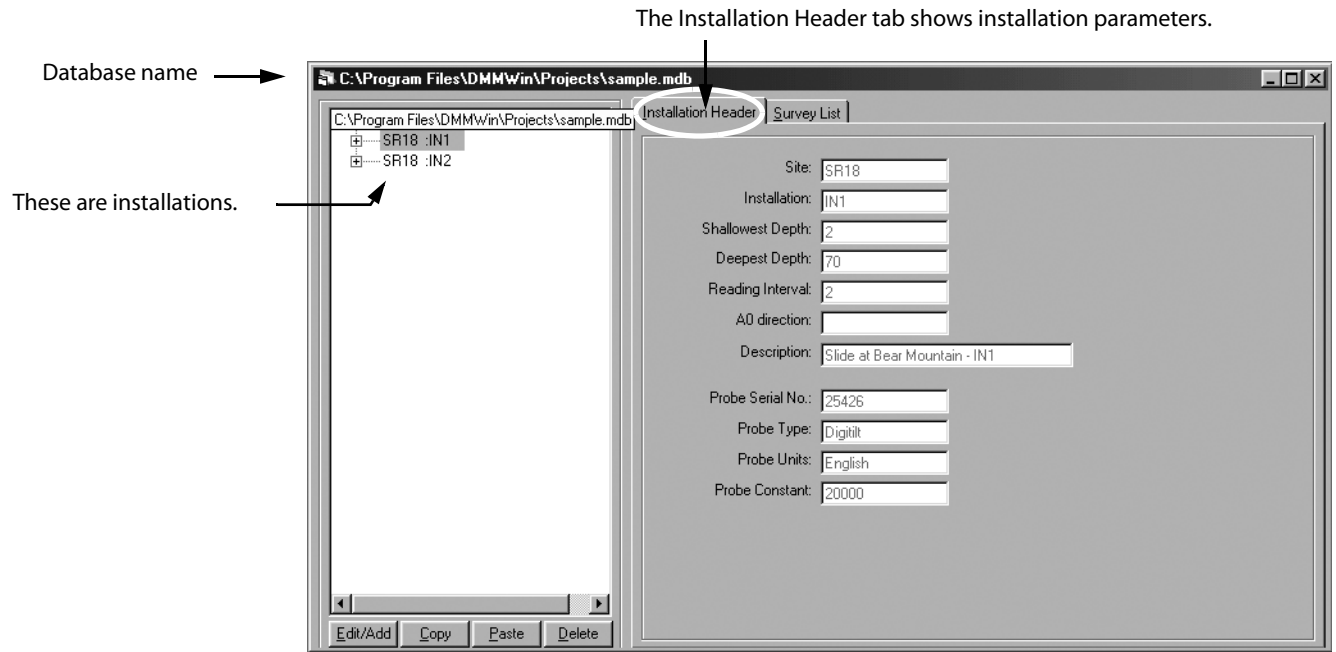 The Installation Header tab shows installation parameters.
Database name
C:\Program Files\DMMWin\Projects\sample.mdb
Installation Header Survey List
C:\Program Files\DMMWin\Projects\sample.mdb
SR18 :IN1
SR18 :IN2
These are installations.
Site: SR18
Installation: IN1
Shallowest Depth: 2
Deepest Depth: 70
Reading Interval: 2
A0 direction:
Description: Slide at Bear Mountain - IN1
Probe Serial No.: 25426
Probe Type: Digitilt
Probe Units: English
Probe Constant: 20000
Edit/Add Copy Paste Delete